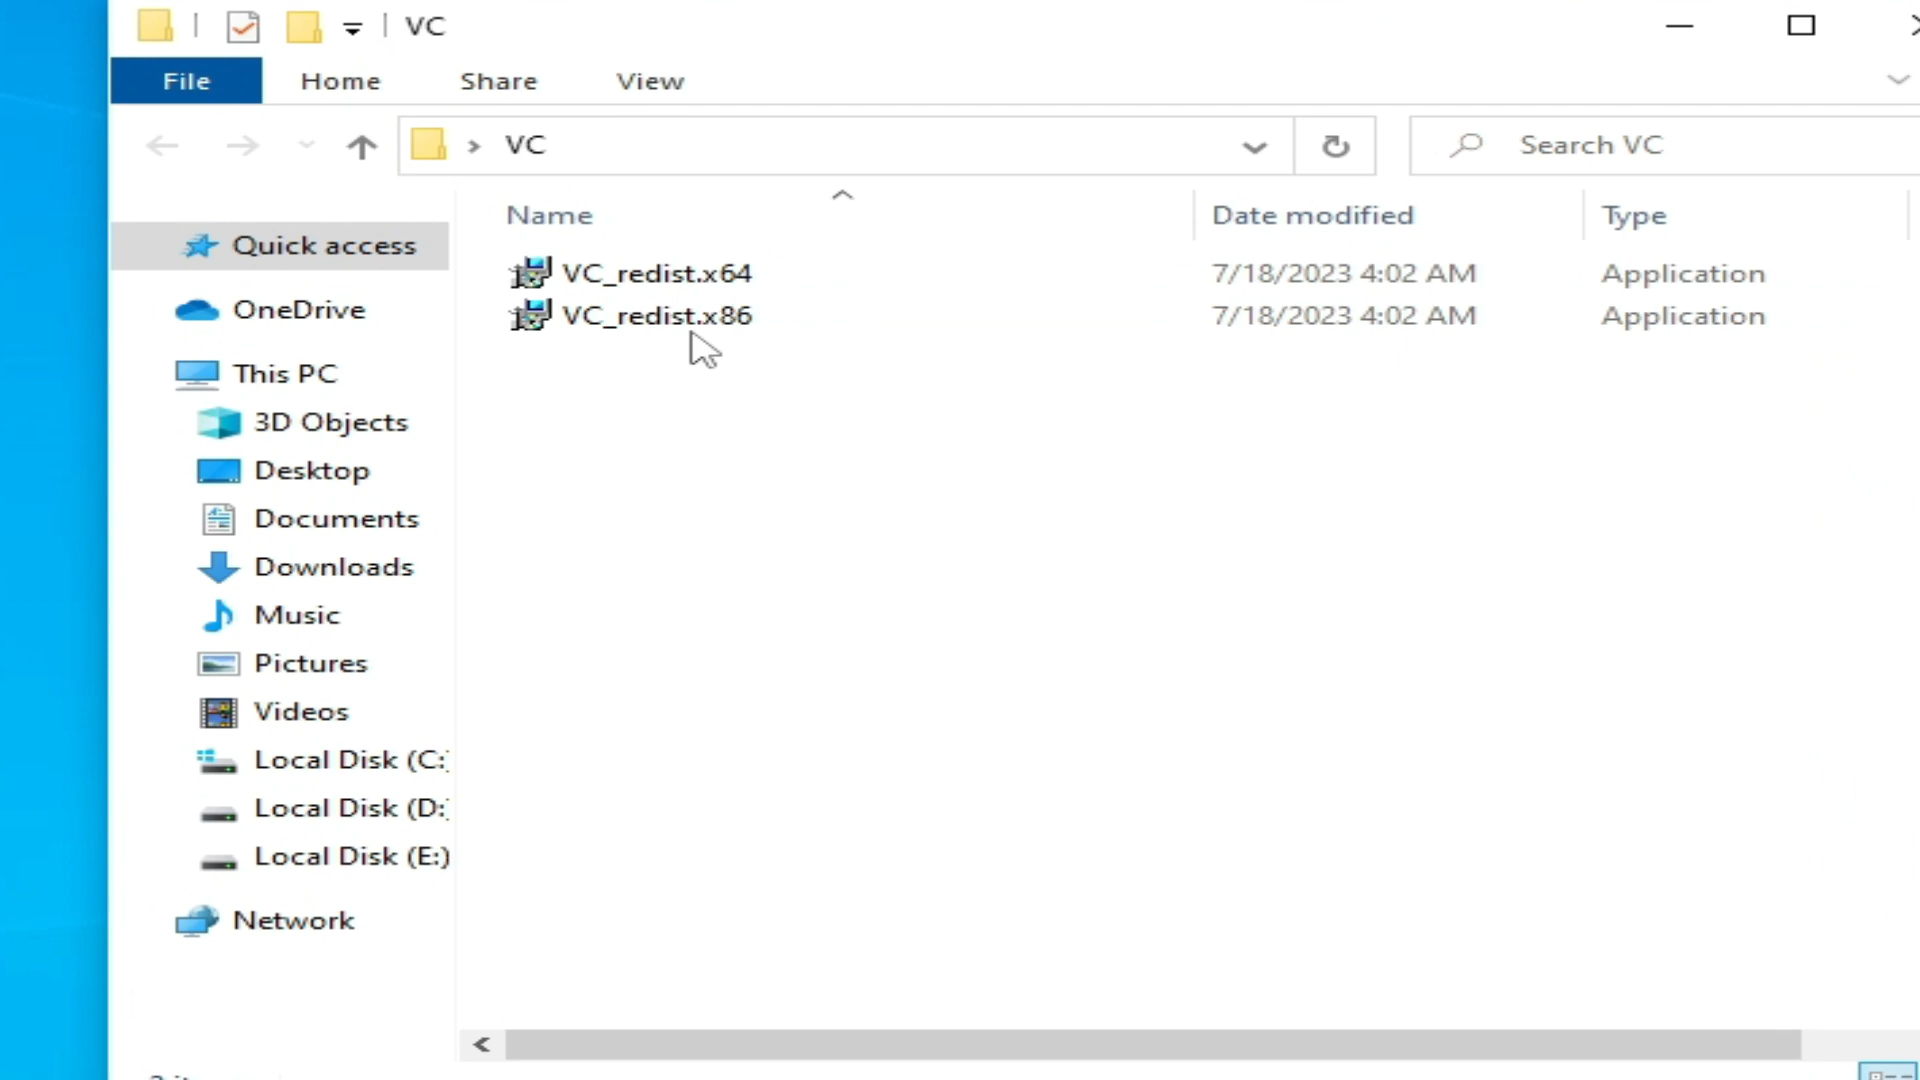 VC
File Home Share View
VC
Search VC
Name Date modified Type
VC_redist.x64 7/18/2023 4:02 AM Application
VC_redist.x86 7/18/2023 4:02 AM Application
Quick access
OneDrive
This PC
3D Objects
Desktop
Documents
Downloads
Music
Pictures
Videos
Local Disk (C:)
Local Disk (D:)
Local Disk (E:)
Network